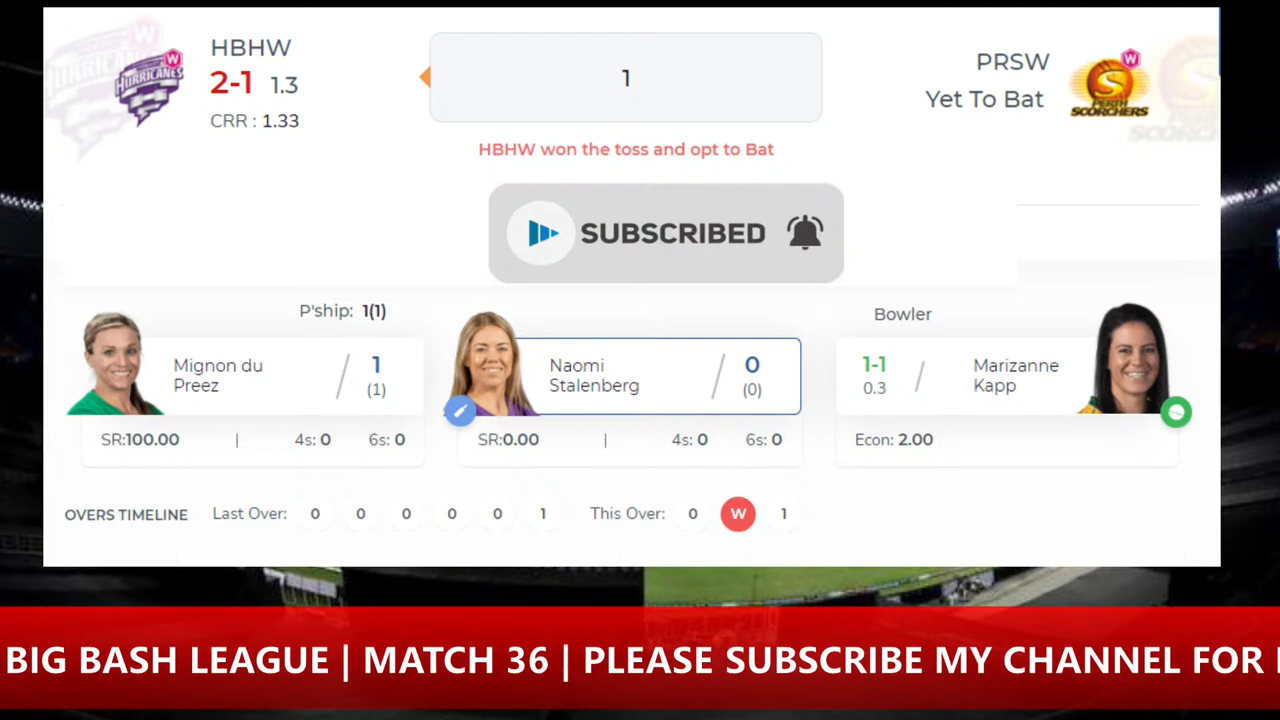 HBHW
2-1 1.3
CRR : 1.33
W
HURRICANES
1
HBHW won the toss and opt to Bat
PRSW
Yet To Bat
W
PERTH
SCORCHERS
SUBSCRIBED
P'ship: 1(1)
Mignon du
Preez
1
(1)
SR:100.00 | 4s: 0 6s: 0
Naomi
Stalenberg
0
(0)
SR:0.00 | 4s: 0 6s: 0
Bowler
1-1
0.3
Marizanne
Kapp
Econ: 2.00
OVERS TIMELINE Last Over: 0 0 0 0 0 1 This Over: 0 W 1
BIG BASH LEAGUE | MATCH 36 | PLEASE SUBSCRIBE MY CHANNEL FOR